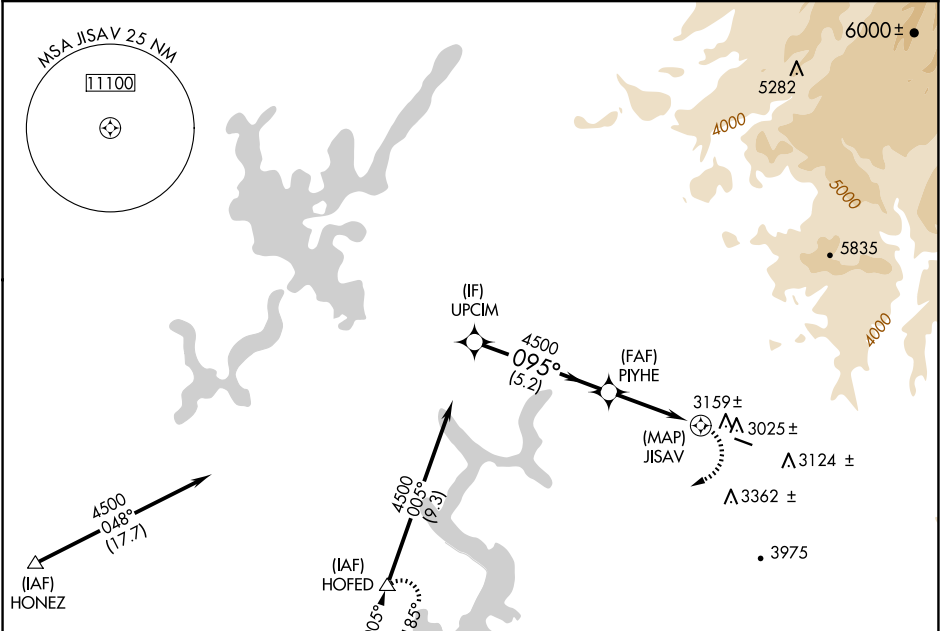 MSA JISAV 25 NM
11100
6000 ±
5282
4000
5000
5835
4000
(IF)
UPCIM
4500
095°
(5.2)
(FAF)
PIYHE
3159 ±
3025 ±
(MAP)
JISAV
3124 ±
3362 ±
3975
4500
048°
(17.7)
(IAF)
HONEZ
4500
005°
(9.3)
(IAF)
HOFED
005°
185°